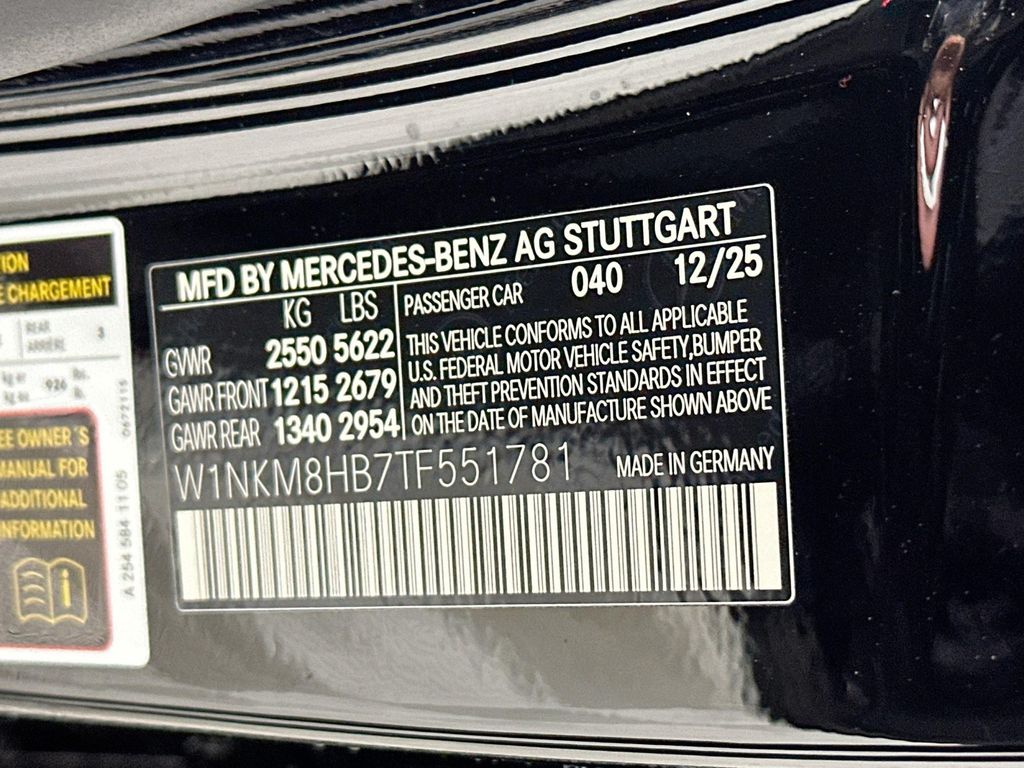 MFD BY MERCEDES-BENZ AG STUTTGART
KG LBS
GVWR 2550 5622
GAWR FRONT 1215 2679
GAWR REAR 1340 2954
PASSENGER CAR 040 12/25
THIS VEHICLE CONFORMS TO ALL APPLICABLE
U.S. FEDERAL MOTOR VEHICLE SAFETY, BUMPER
AND THEFT PREVENTION STANDARDS IN EFFECT
ON THE DATE OF MANUFACTURE SHOWN ABOVE
W1NKM8HB7TF551781 MADE IN GERMANY
TION
E CHARGEMENT
REAR
ARRIÈRE 3
926
EE OWNER'S
MANUAL FOR
ADDITIONAL
INFORMATION
A 254 584 11 05